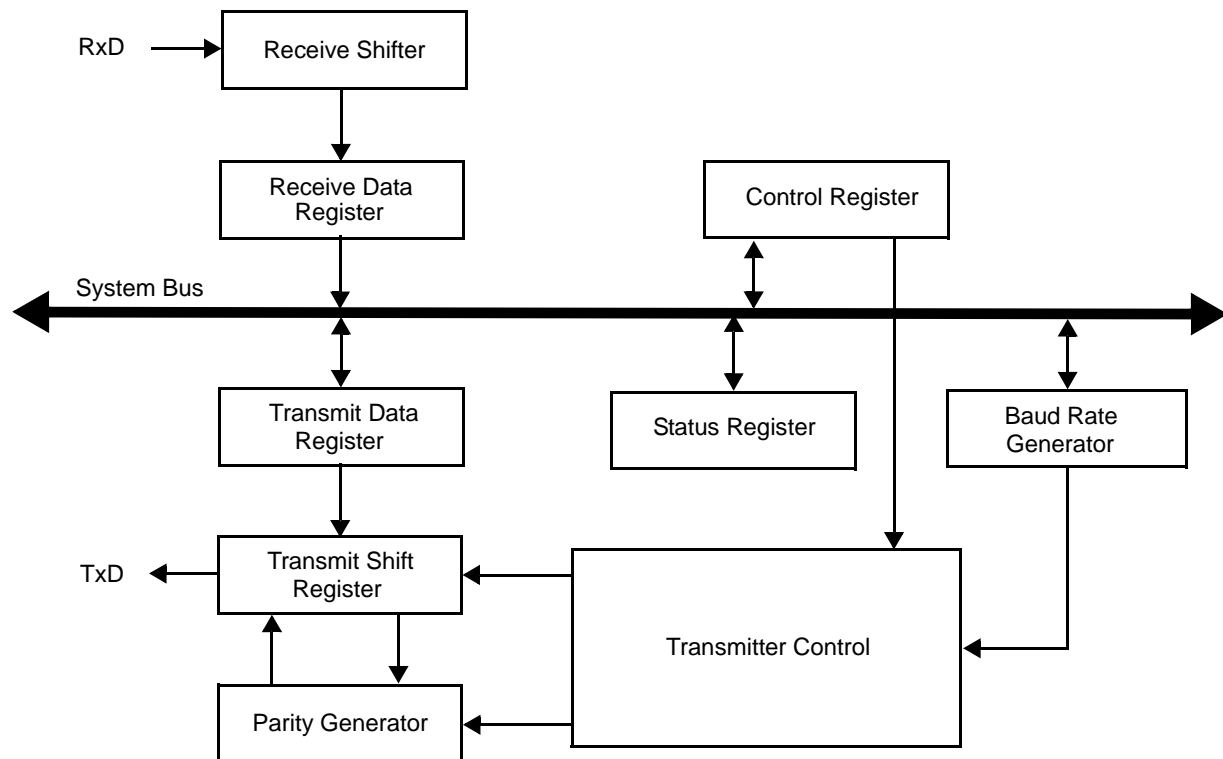 RxD
Receive Shifter
Receive Data
Register
Control Register
System Bus
Transmit Data
Register
Status Register
Baud Rate
Generator
TxD
Transmit Shift
Register
Transmitter Control
Parity Generator